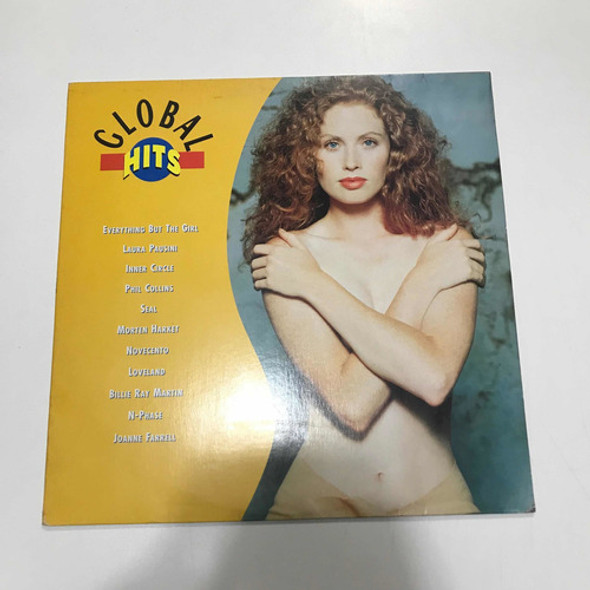 GLOBAL
HITS
EVERYTHING BUT THE GIRL
LAURA PAUSINI
INNER CIRCLE
PHIL COLLINS
SEAL
MORTEN HARKET
NOVECENTO
LOVELAND
BILLIE RAY MARTIN
N-PHASE
JOANNE FARRELL